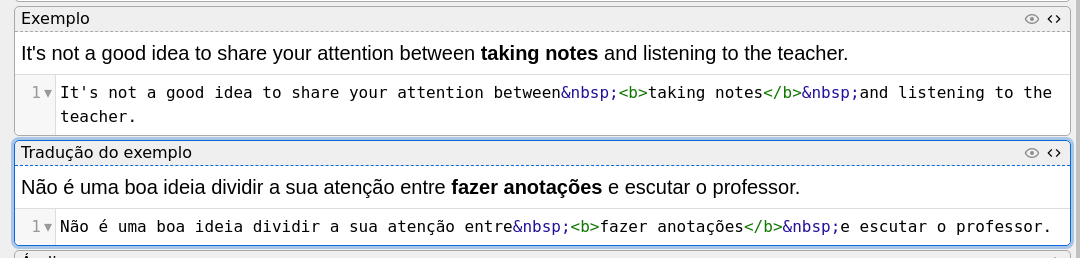 Exemplo
It's not a good idea to share your attention between taking notes and listening to the teacher.
1 It's not a good idea to share your attention between&nbsp;<b>taking notes</b>&nbsp;and listening to the
teacher.
Tradução do exemplo
Não é uma boa ideia dividir a sua atenção entre fazer anotações e escutar o professor.
1 Não é uma boa ideia dividir a sua atenção entre&nbsp;<b>fazer anotações</b>&nbsp;e escutar o professor.